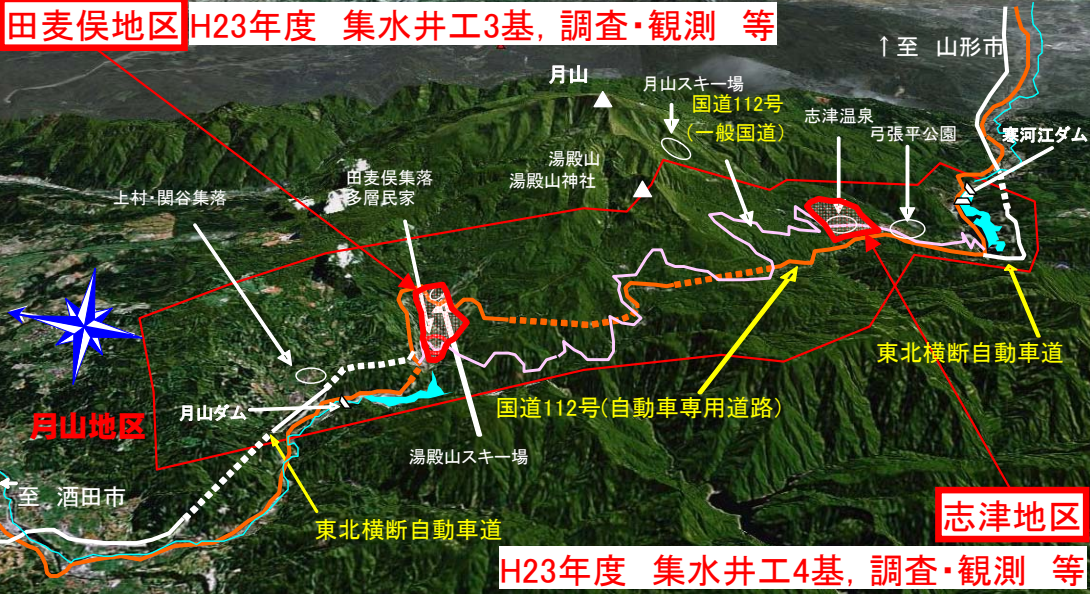 田麦俣地区 H23年度　集水井工3基，調査・観測　等
↑至　山形市
月山
月山スキー場
国道112号
(一般国道)
志津温泉
弓張平公園
寒河江ダム
湯殿山
湯殿山神社
田麦俣集落
多層民家
上村・関谷集落
東北横断自動車道
国道112号(自動車専用道路)
月山ダム
月山地区
湯殿山スキー場
至　酒田市
東北横断自動車道
志津地区
H23年度　集水井工4基，調査・観測　等